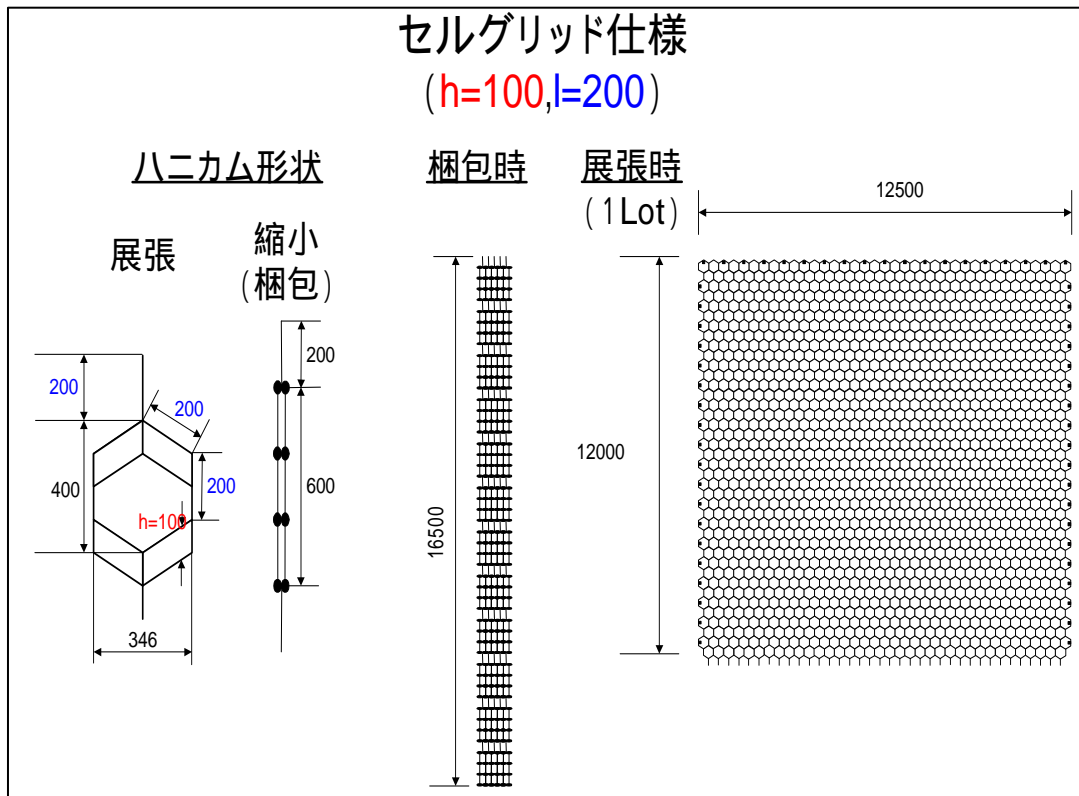 セルグリッド仕様
(h=100,l=200)
ハニカム形状
梱包時
展張時
(1Lot)
展張
縮小
(梱包)
12500
200
200
200
400
200
h=100
346
600
16500
12000